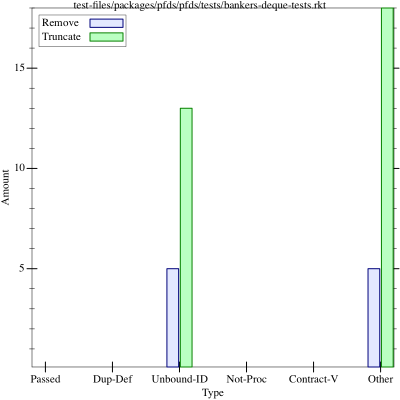 test-files/packages/pfds/pfds/tests/bankers-deque-tests.rkt
Remove
Truncate
15
10
5
Amount
Passed Dup-Def Unbound-ID Not-Proc Contract-V Other
Type